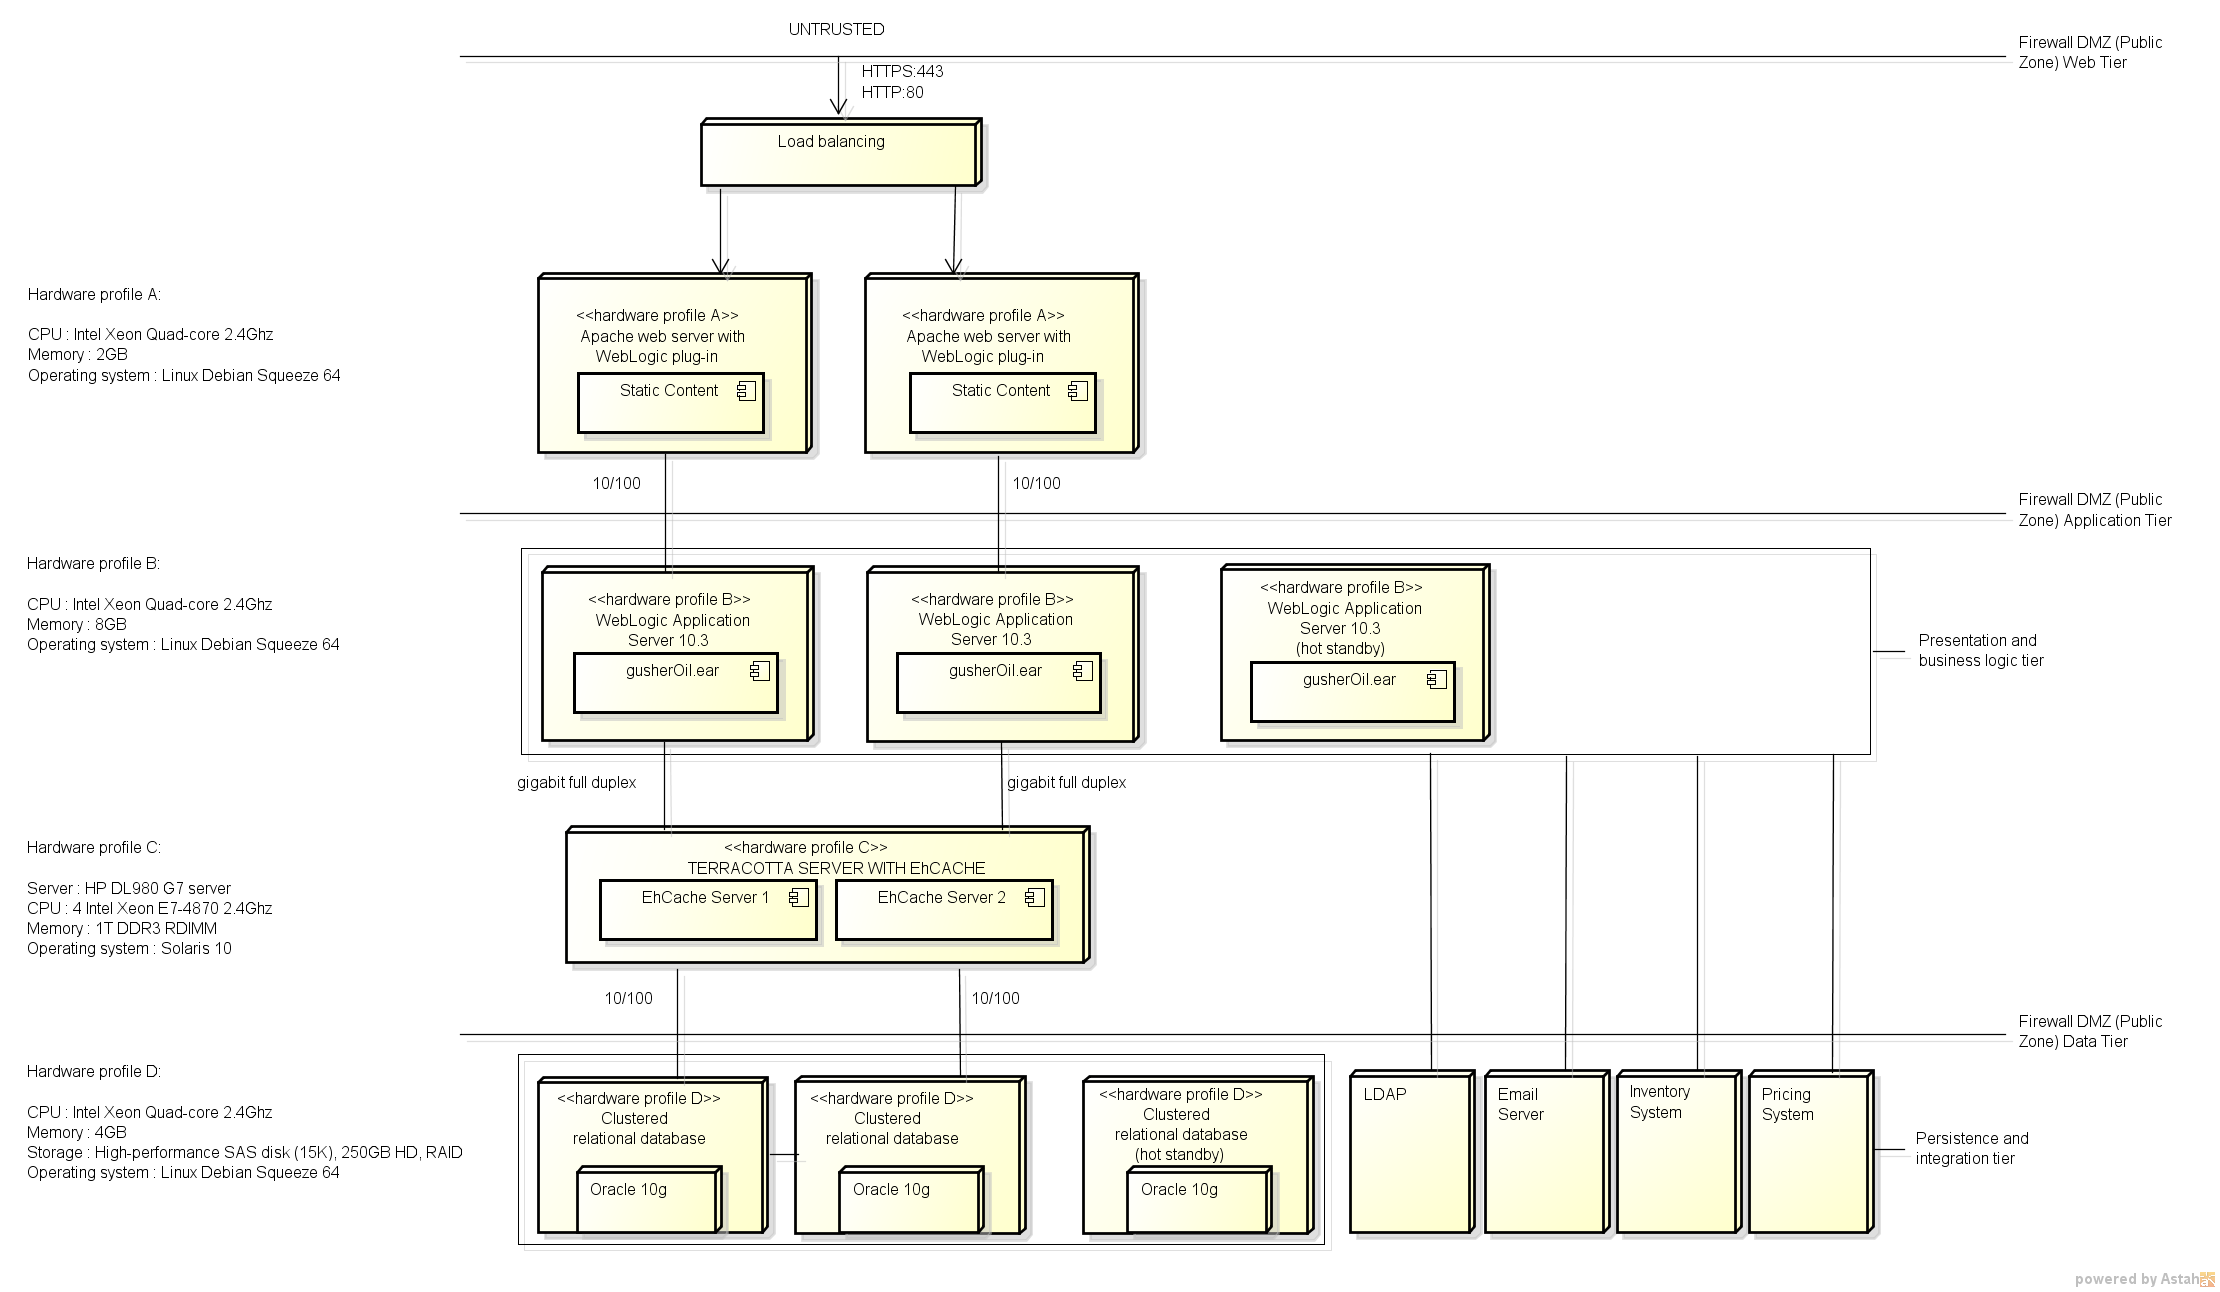 UNTRUSTED
Firewall DMZ (Public
Zone) Web Tier
HTTPS:443
HTTP:80
Load balancing
Hardware profile A:
CPU : Intel Xeon Quad-core 2.4Ghz
Memory : 2GB
Operating system : Linux Debian Squeeze 64
<<hardware profile A>>
Apache web server with
WebLogic plug-in
Static Content
<<hardware profile A>>
Apache web server with
WebLogic plug-in
Static Content
10/100
10/100
Firewall DMZ (Public
Zone) Application Tier
Hardware profile B:
CPU : Intel Xeon Quad-core 2.4Ghz
Memory : 8GB
Operating system : Linux Debian Squeeze 64
<<hardware profile B>>
WebLogic Application
Server 10.3
gusherOil.ear
<<hardware profile B>>
WebLogic Application
Server 10.3
gusherOil.ear
<<hardware profile B>>
WebLogic Application
Server 10.3
(hot standby)
gusherOil.ear
Presentation and
business logic tier
gigabit full duplex
gigabit full duplex
Hardware profile C:
Server : HP DL980 G7 server
CPU : 4 Intel Xeon E7-4870 2.4Ghz
Memory : 1T DDR3 RDIMM
Operating system : Solaris 10
<<hardware profile C>>
TERRACOTTA SERVER WITH EhCACHE
EhCache Server 1
EhCache Server 2
10/100
10/100
Firewall DMZ (Public
Zone) Data Tier
Hardware profile D:
CPU : Intel Xeon Quad-core 2.4Ghz
Memory : 4GB
Storage : High-performance SAS disk (15K), 250GB HD, RAID
Operating system : Linux Debian Squeeze 64
<<hardware profile D>>
Clustered
relational database
Oracle 10g
<<hardware profile D>>
Clustered
relational database
Oracle 10g
<<hardware profile D>>
Clustered
relational database
(hot standby)
Oracle 10g
LDAP
Email
Server
Inventory
System
Pricing
System
Persistence and
integration tier
powered by Astah